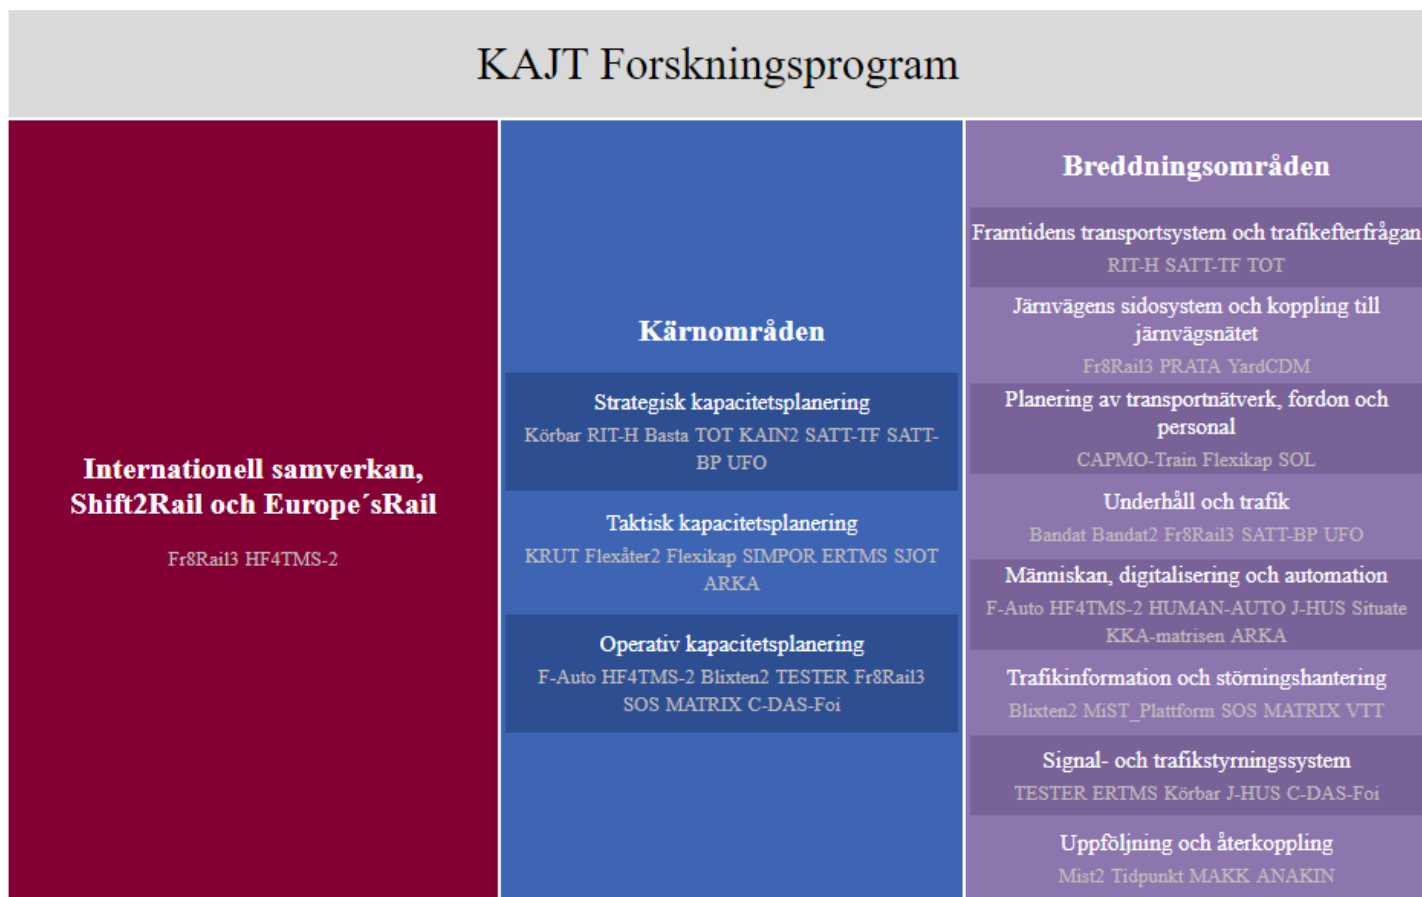 KAJT Forskningsprogram
Internationell samverkan,
Shift2Rail och Europe´sRail
Fr8Rail3 HF4TMS-2
Kärnområden
Strategisk kapacitetsplanering
Körbar RIT-H Basta TOT KAIN2 SATT-TF SATT-
BP UFO
Taktisk kapacitetsplanering
KRUT Flexåter2 Flexikap SIMPOR ERTMS SJOT
ARKA
Operativ kapacitetsplanering
F-Auto HF4TMS-2 Blixten2 TESTER Fr8Rail3
SOS MATRIX C-DAS-Foi
Breddningsområden
Framtidens transportsystem och trafikefterfrågan
RIT-H SATT-TF TOT
Järnvägens sidosystem och koppling till
järnvägsnätet
Fr8Rail3 PRATA YardCDM
Planering av transportnätverk, fordon och
personal
CAPMO-Train Flexikap SOL
Underhåll och trafik
Bandat Bandat2 Fr8Rail3 SATT-BP UFO
Människan, digitalisering och automation
F-Auto HF4TMS-2 HUMAN-AUTO J-HUS Situate
KKA-matrisen ARKA
Trafikinformation och störningshantering
Blixten2 MiST_Plattform SOS MATRIX VTT
Signal- och trafikstyrningssystem
TESTER ERTMS Körbar J-HUS C-DAS-Foi
Uppföljning och återkoppling
Mist2 Tidpunkt MAKK ANAKIN